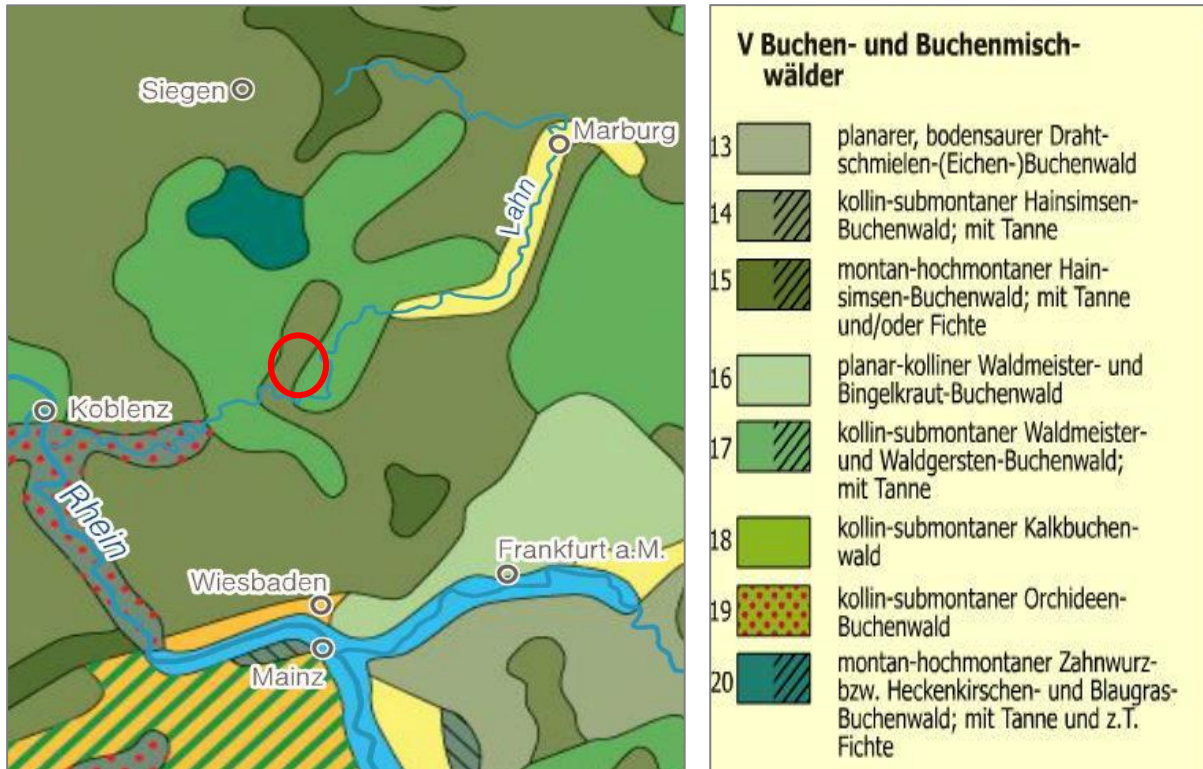 Siegen
Marburg
Lahn
Koblenz
Rhein
Frankfurt a.M.
Wiesbaden
Mainz
V Buchen- und Buchenmisch-
wälder
13 planarer, bodensaurer Draht-
schmielen-(Eichen-)Buchenwald
14 kollin-submontaner Hainsimsen-
Buchenwald; mit Tanne
15 montan-hochmontaner Hain-
simsen-Buchenwald; mit Tanne
und/oder Fichte
16 planar-kolliner Waldmeister- und
Bingelkraut-Buchenwald
17 kollin-submontaner Waldmeister-
und Waldgersten-Buchenwald;
mit Tanne
18 kollin-submontaner Kalkbuchen-
wald
19 kollin-submontaner Orchideen-
Buchenwald
20 montan-hochmontaner Zahnwurz-
bzw. Heckenkirschen- und Blaugras-
Buchenwald; mit Tanne und z.T.
Fichte